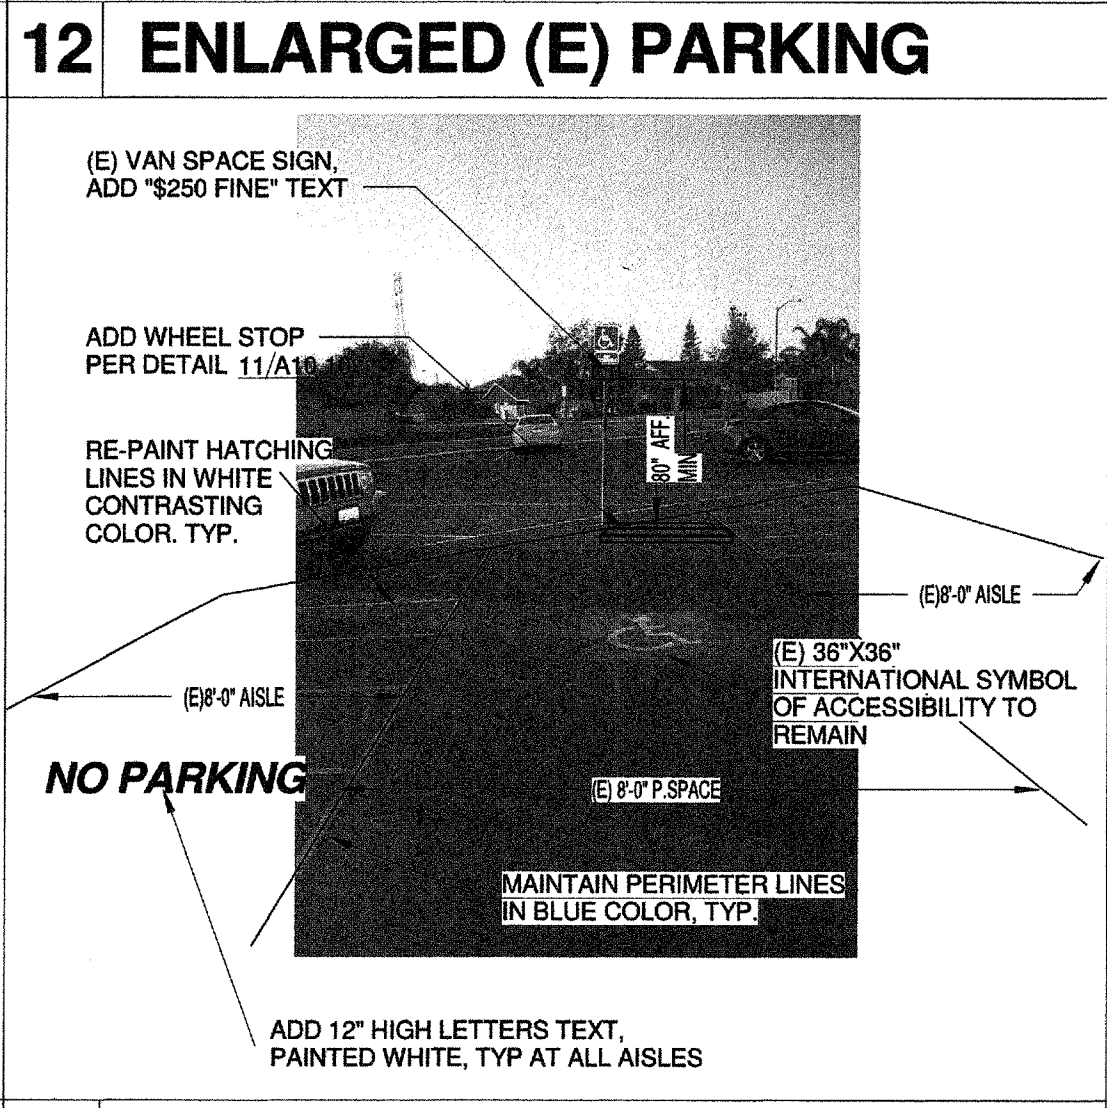 12 ENLARGED (E) PARKING
(E) VAN SPACE SIGN,
ADD "$250 FINE" TEXT
ADD WHEEL STOP
PER DETAIL 11/A10
RE-PAINT HATCHING
LINES IN WHITE
CONTRASTING
COLOR. TYP.
80" AFF.
MIN
(E)8'-0" AISLE
(E) 36"X36"
INTERNATIONAL SYMBOL
OF ACCESSIBILITY TO
REMAIN
(E)8'-0" AISLE
NO PARKING
(E) 8'-0" P.SPACE
MAINTAIN PERIMETER LINES
IN BLUE COLOR, TYP.
ADD 12" HIGH LETTERS TEXT,
PAINTED WHITE, TYP AT ALL AISLES